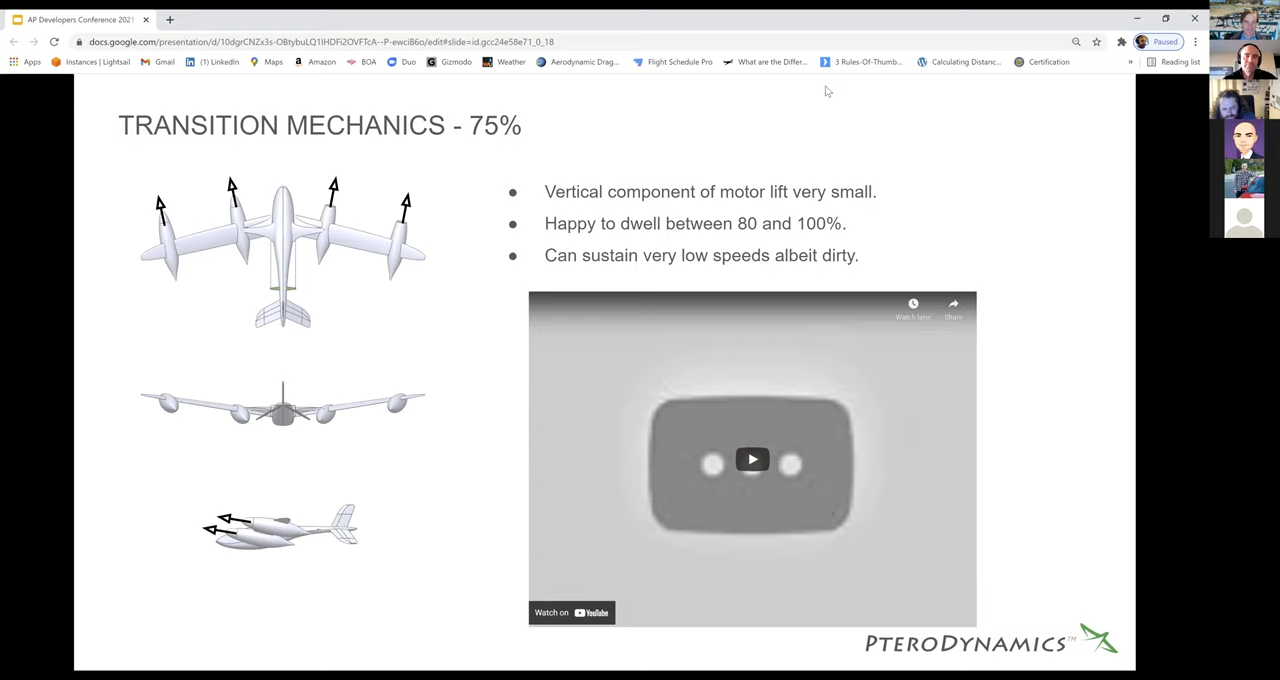 AP Developers Conference 2021
docs.google.com/presentation/d/10dgrCNZx3s-OBtybuLQ1IHDFi2OVFTcA--P-ewciB6o/edit#slide=id.gcc24e58e71_0_18
Paused
Apps
Instances | Lightsail
Gmail
(1) LinkedIn
Maps
Amazon
BOA
Duo
Gizmodo
Weather
Aerodynamic Drag...
Flight Schedule Pro
What are the Differ...
3 Rules-Of-Thumb...
Calculating Distanc...
Certification
»
Reading list
TRANSITION MECHANICS - 75%
● Vertical component of motor lift very small.
● Happy to dwell between 80 and 100%.
● Can sustain very low speeds albeit dirty.
Watch later
Share
Watch on YouTube
PTERODYNAMICS™